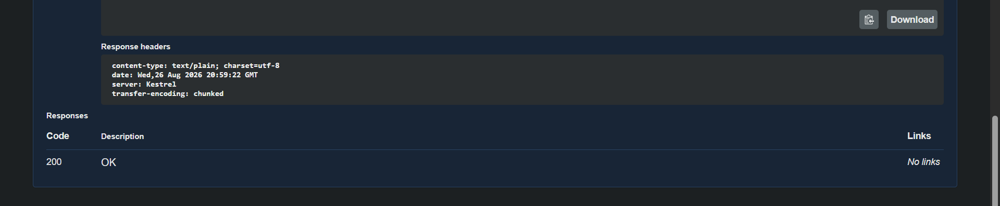 Download
Response headers
content-type: text/plain; charset=utf-8
date: Wed,26 Aug 2026 20:59:22 GMT
server: Kestrel
transfer-encoding: chunked
Responses
Code Description Links
200 OK No links